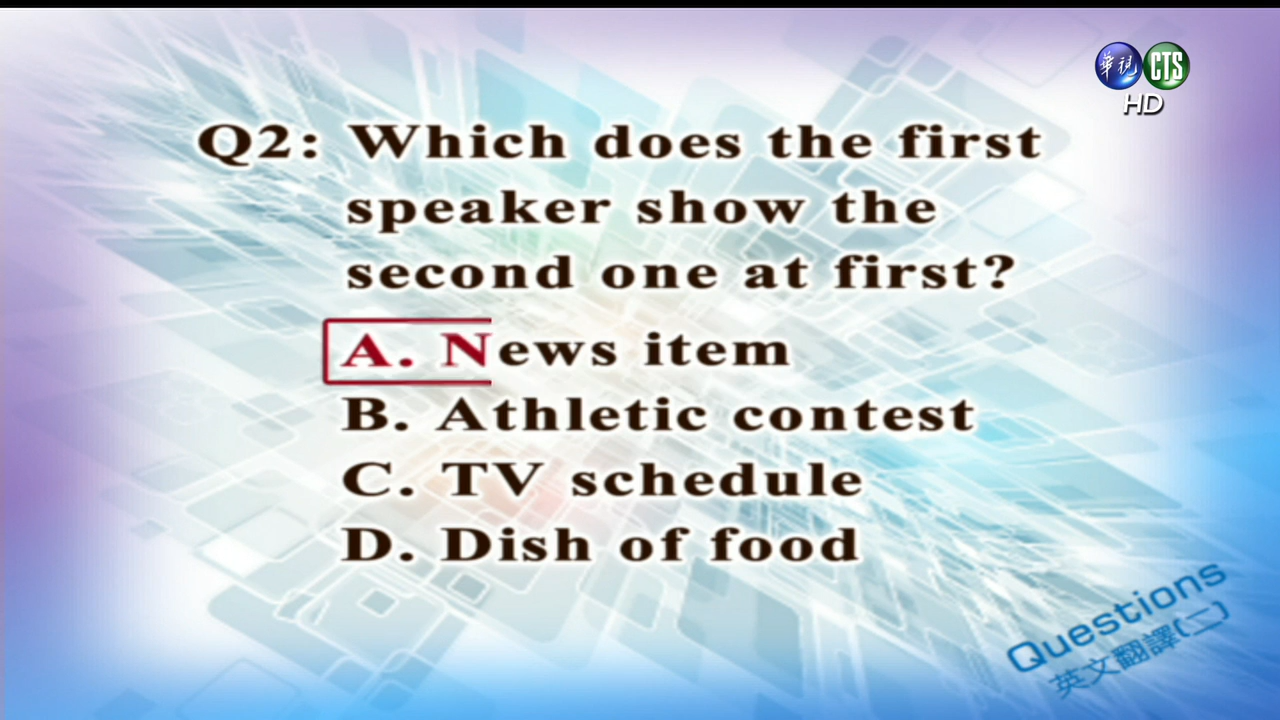 華視 CTS
HD
Q2: Which does the first
speaker show the
second one at first?
A. News item
B. Athletic contest
C. TV schedule
D. Dish of food
Questions
英文翻譯(二)